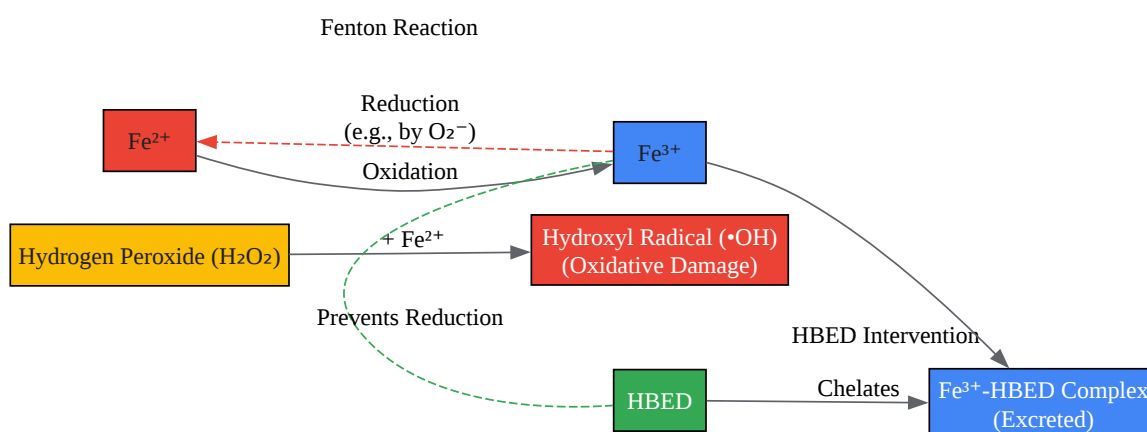 Fenton Reaction
Reduction
(e.g., by O₂⁻)
Fe²⁺
Fe³⁺
Oxidation
Hydrogen Peroxide (H₂O₂)
+ Fe²⁺
Hydroxyl Radical (•OH)
(Oxidative Damage)
Prevents Reduction
HBED Intervention
HBED
Chelates
Fe³⁺-HBED Complex
(Excreted)